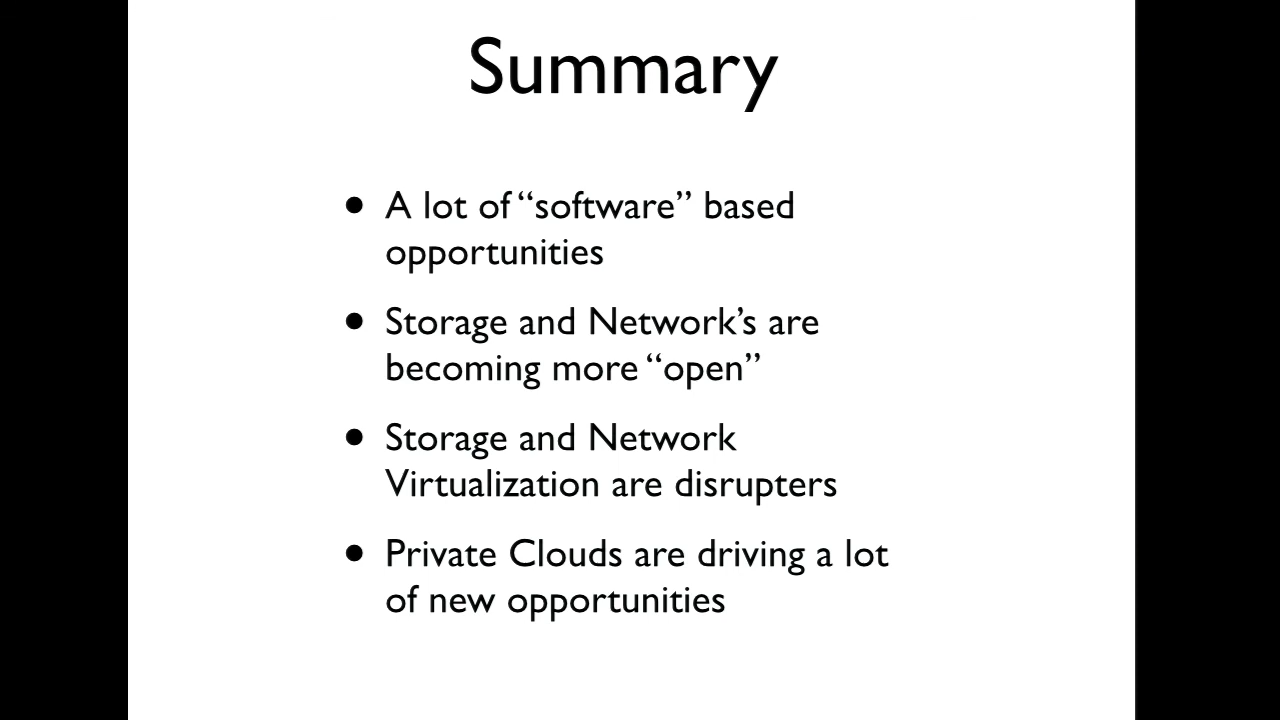 Summary
• A lot of “software” based
opportunities
• Storage and Network’s are
becoming more “open”
• Storage and Network
Virtualization are disrupters
• Private Clouds are driving a lot
of new opportunities